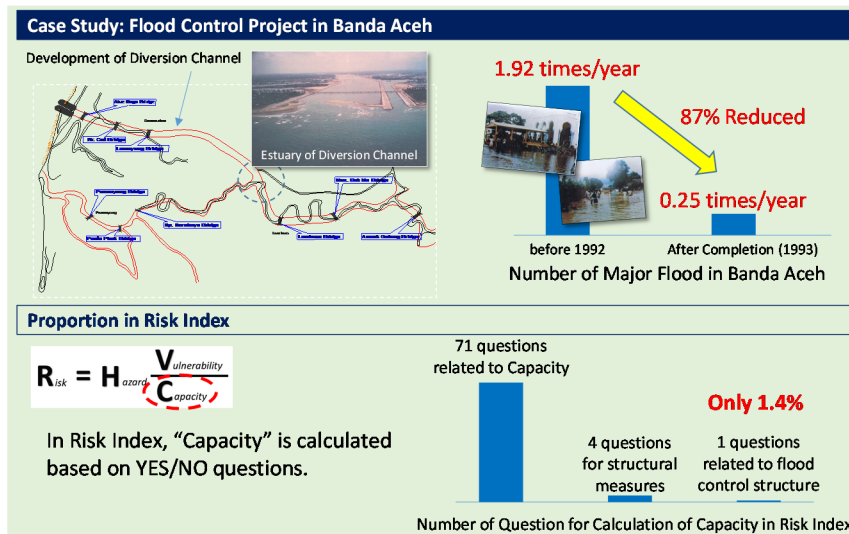 Case Study: Flood Control Project in Banda Aceh
Development of Diversion Channel
Estuary of Diversion Channel
1.92 times/year
87% Reduced
0.25 times/year
before 1992
After Completion (1993)
Number of Major Flood in Banda Aceh
Proportion in Risk Index
Risk = Hazard Vulnerability
Capacity
In Risk Index, “Capacity” is calculated
based on YES/NO questions.
71 questions
related to Capacity
Only 1.4%
4 questions
for structural
measures
1 questions
related to flood
control structure
Number of Question for Calculation of Capacity in Risk Index